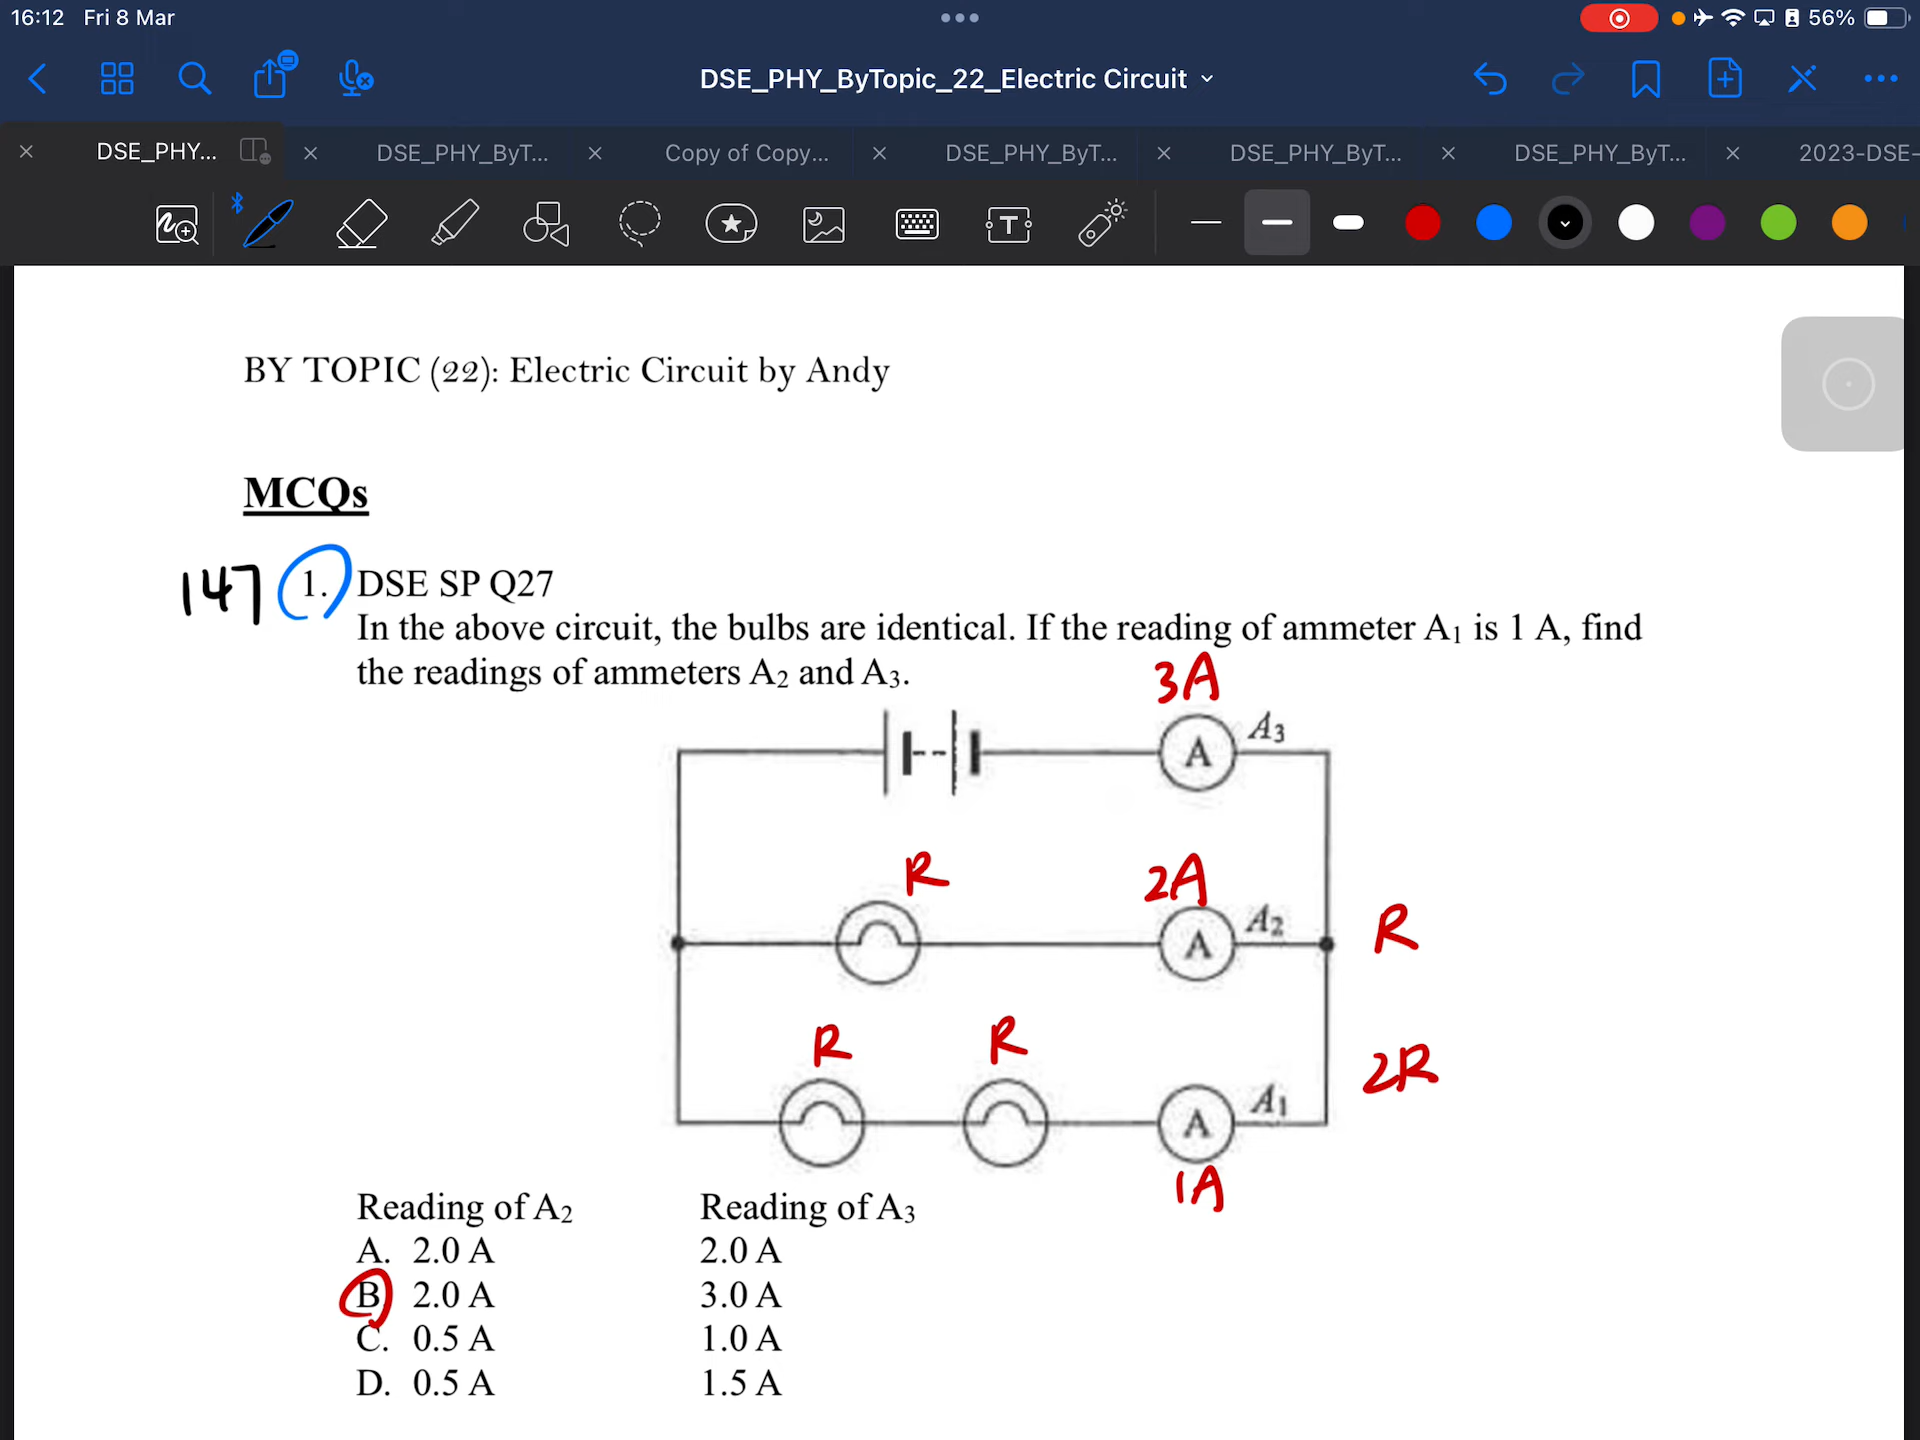 16:12 Fri 8 Mar
56%
DSE_PHY_ByTopic_22_Electric Circuit
DSE_PHY... DSE_PHY_ByT... Copy of Copy... DSE_PHY_ByT... DSE_PHY_ByT... DSE_PHY_ByT... 2023-DSE-
T
BY TOPIC (22): Electric Circuit by Andy
MCQs
147 1. DSE SP Q27
In the above circuit, the bulbs are identical. If the reading of ammeter A₁ is 1 A, find
the readings of ammeters A₂ and A₃.
3A
A A₃
R 2A
A A₂ R
R R 2R
A A₁
1A
Reading of A₂ Reading of A₃
A. 2.0 A 2.0 A
B 2.0 A 3.0 A
C. 0.5 A 1.0 A
D. 0.5 A 1.5 A